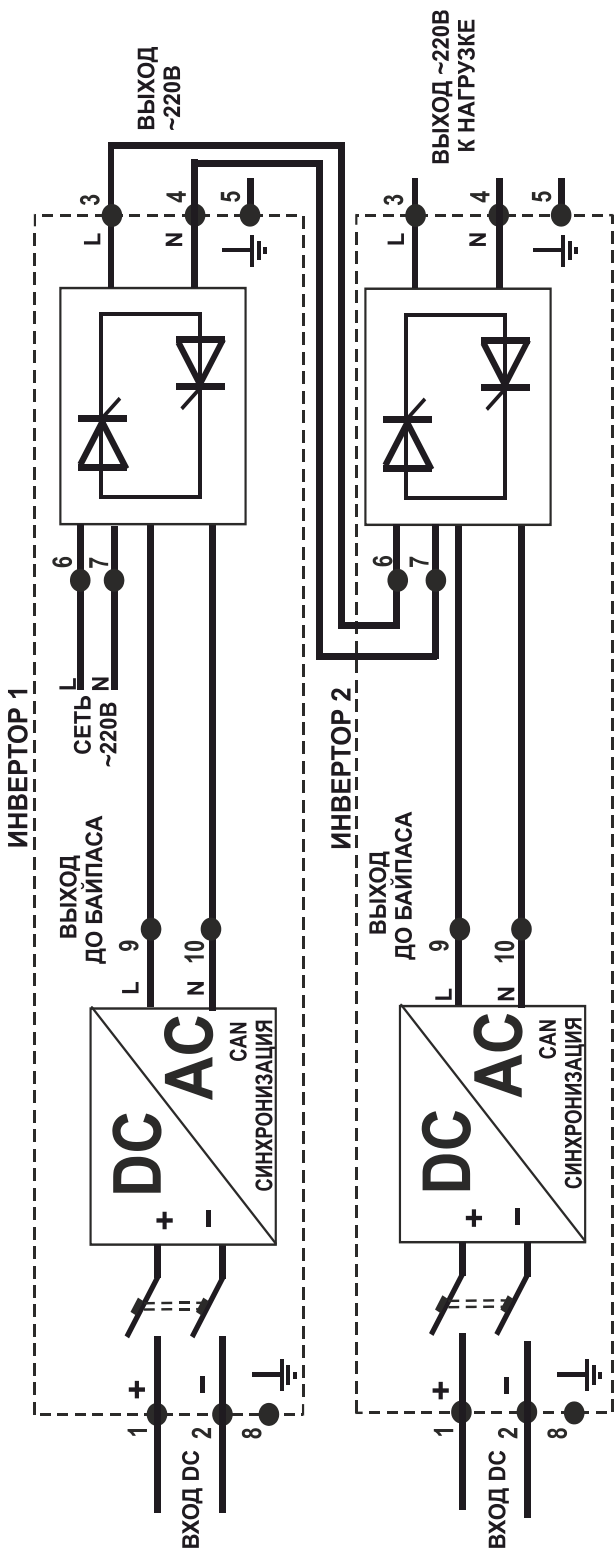 ИНВЕРТОР 1
L
6
СЕТЬ
~220В
N
7
ВЫХОД
ДО БАЙПАСА
L
9
N
10
L
3
N
4
5
ВЫХОД
~220В
DC
AC
+
−
CAN
СИНХРОНИЗАЦИЯ
1
+
2
−
8
ВХОД DC
ИНВЕРТОР 2
6
7
ВЫХОД
ДО БАЙПАСА
L
9
N
10
L
3
N
4
5
ВЫХОД ~220В
К НАГРУЗКЕ
DC
AC
+
−
CAN
СИНХРОНИЗАЦИЯ
1
+
2
−
8
ВХОД DC